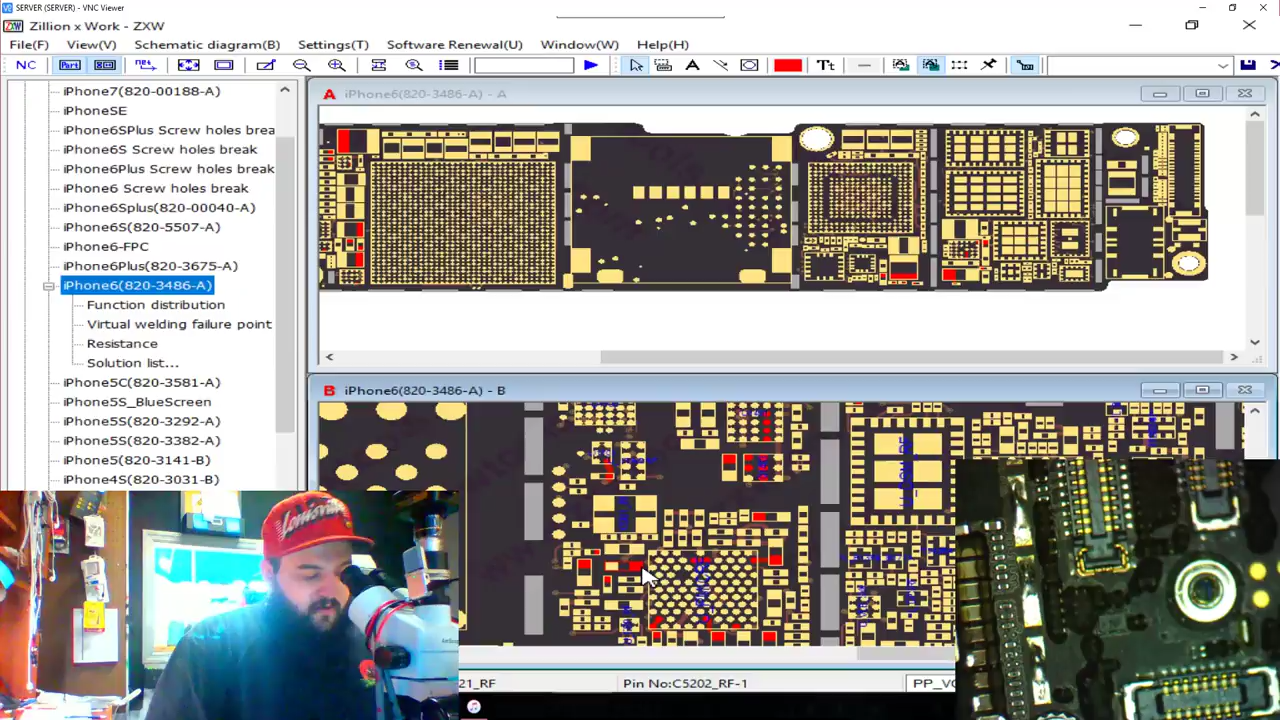 SERVER (SERVER) - VNC Viewer
ZXW Zillion x Work - ZXW
File(F) View(V) Schematic diagram(B) Settings(T) Software Renewal(U) Window(W) Help(H)
NC Part net
iPhone7(820-00188-A)
iPhoneSE
iPhone6SPlus Screw holes brea
iPhone6S Screw holes break
iPhone6Plus Screw holes break
iPhone6 Screw holes break
iPhone6Splus(820-00040-A)
iPhone6S(820-5507-A)
iPhone6-FPC
iPhone6Plus(820-3675-A)
iPhone6(820-3486-A)
Function distribution
Virtual welding failure point
Resistance
Solution list...
iPhone5C(820-3581-A)
iPhone5S_BlueScreen
iPhone5S(820-3292-A)
iPhone5S(820-3382-A)
iPhone5(820-3141-B)
iPhone4S(820-3031-B)
A iPhone6(820-3486-A) - A
B iPhone6(820-3486-A) - B
21_RF Pin No:C5202_RF-1